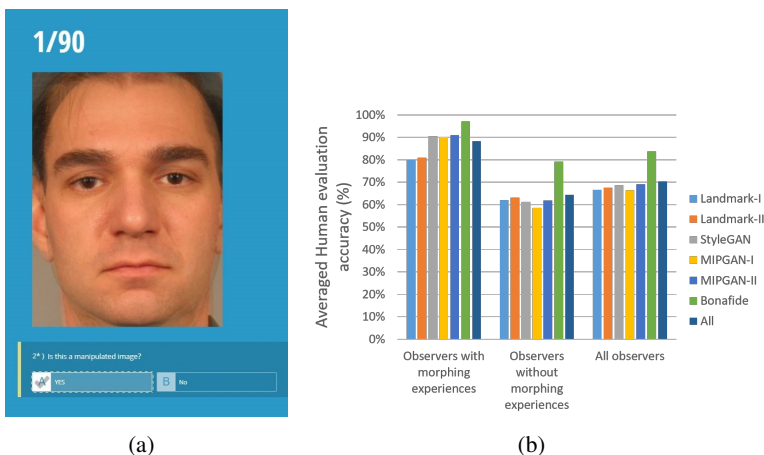 1/90
2* ) Is this a manipulated image?
A YES
B No
(a)
Averaged Human evaluation
accuracy (%)
100%
90%
80%
70%
60%
50%
40%
30%
20%
10%
0%
Observers with
morphing
experiences
Observers
without
morphing
experiences
All observers
Landmark-I
Landmark-II
StyleGAN
MIPGAN-I
MIPGAN-II
Bonafide
All
(b)